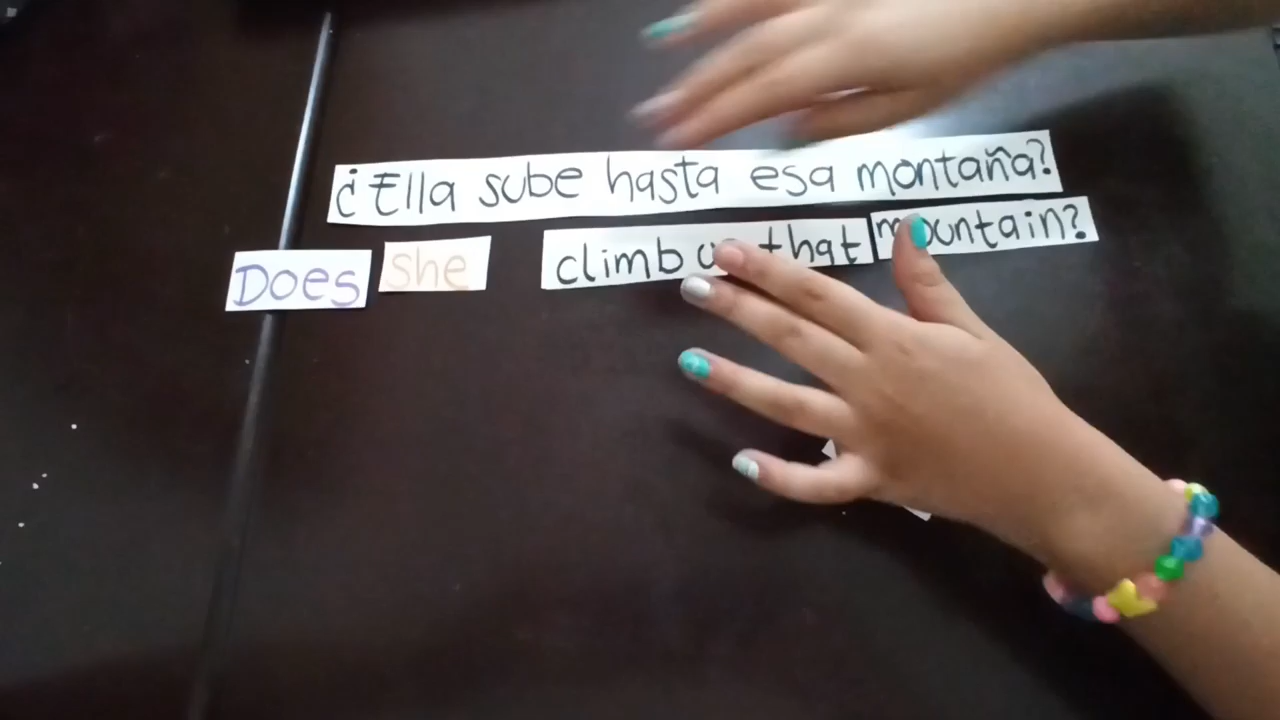 ¿Ella sube hasta esa montaña?
Does she climb that mountain?